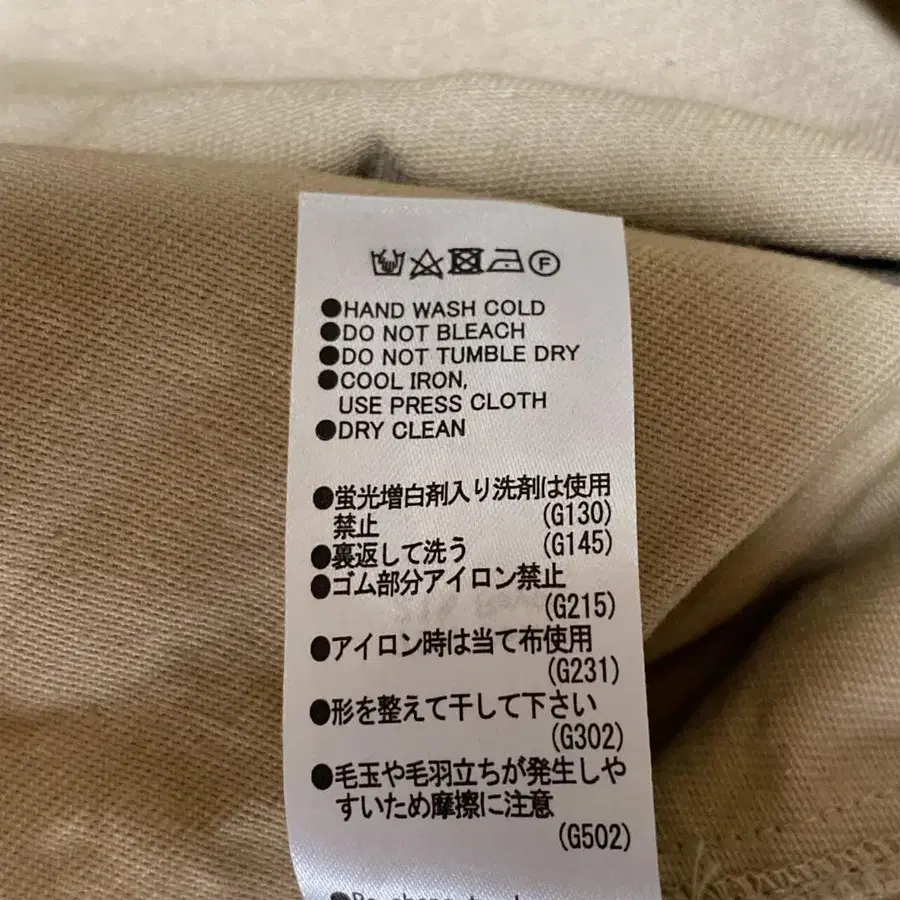 F
●HAND WASH COLD
●DO NOT BLEACH
●DO NOT TUMBLE DRY
●COOL IRON,
USE PRESS CLOTH
●DRY CLEAN
●蛍光増白剤入り洗剤は使用
禁止 (G130)
●裏返して洗う (G145)
●ゴム部分アイロン禁止
(G215)
●アイロン時は当て布使用
(G231)
●形を整えて干して下さい
(G302)
●毛玉や毛羽立ちが発生しや
すいため摩擦に注意
(G502)